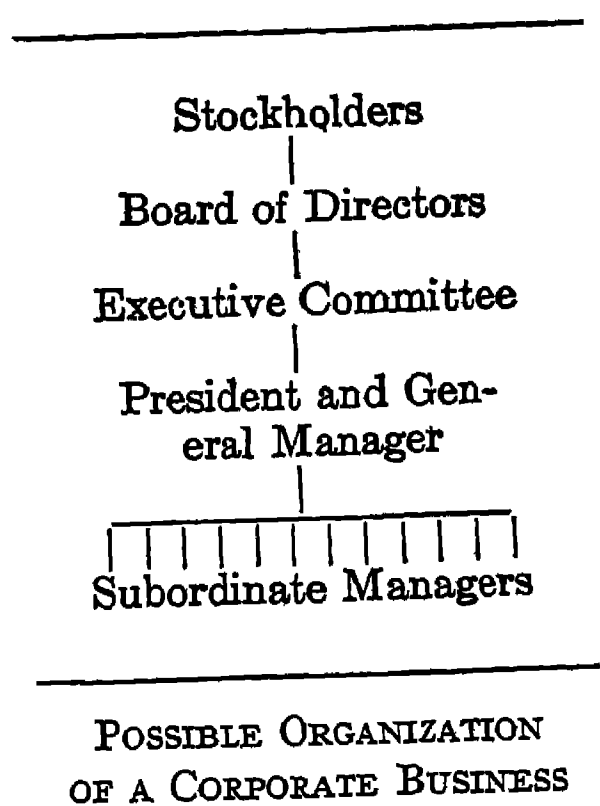 Stockholders
Board of Directors
Executive Committee
President and Gen-
eral Manager
Subordinate Managers
POSSIBLE ORGANIZATION
OF A CORPORATE BUSINESS